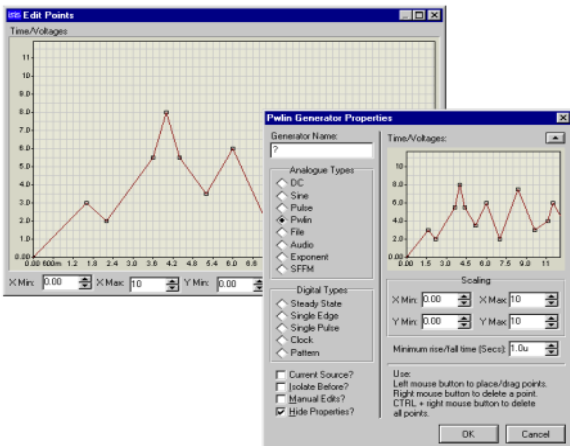 isis Edit Points
Time/Voltages
11
10
9.0
8.0
7.0
6.0
5.0
4.0
3.0
2.0
1.0
0.00
0.00 600m 1.2 1.8 2.4 3.0 3.6 4.2 4.8 5.4 6.0 6.6
X Min: 0.00 X Max: 10 Y Min: 0.00
Pwlin Generator Properties
Generator Name:
?
Analogue Types
DC
Sine
Pulse
Pwlin
File
Audio
Exponent
SFFM
Digital Types
Steady State
Single Edge
Single Pulse
Clock
Pattern
Current Source?
Isolate Before?
Manual Edits?
Hide Properties?
Time/Voltages:
10
8.0
6.0
4.0
2.0
0.00
0.00 1.5 3.0 4.5 6.0 7.5 9.0 11
Scaling
X Min: 0.00 X Max: 10
Y Min: 0.00 Y Max: 10
Minimum rise/fall time (Secs): 1.0u
Use:
Left mouse button to place/drag points.
Right mouse button to delete a point.
CTRL + right mouse button to delete
all points.
OK Cancel